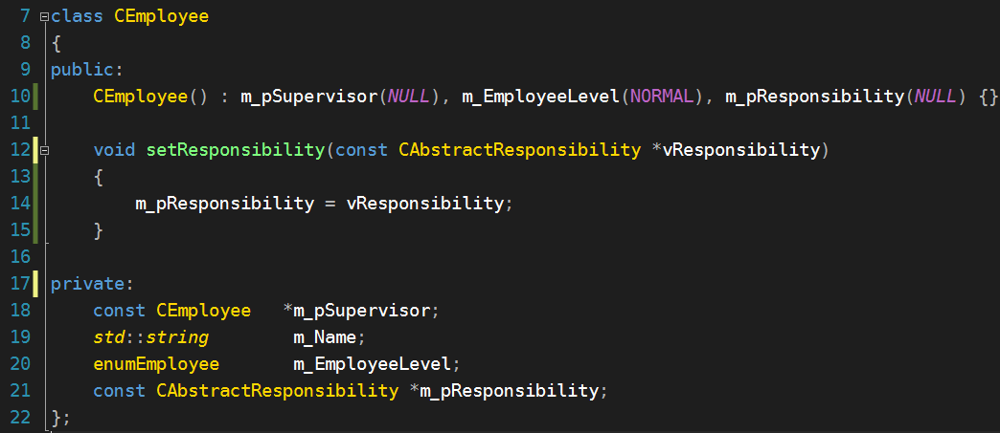 7 class CEmployee
8 {
9 public:
10     CEmployee() : m_pSupervisor(NULL), m_EmployeeLevel(NORMAL), m_pResponsibility(NULL) {}
11
12     void setResponsibility(const CAbstractResponsibility *vResponsibility)
13     {
14         m_pResponsibility = vResponsibility;
15     }
16
17 private:
18     const CEmployee   *m_pSupervisor;
19     std::string        m_Name;
20     enumEmployee       m_EmployeeLevel;
21     const CAbstractResponsibility *m_pResponsibility;
22 };